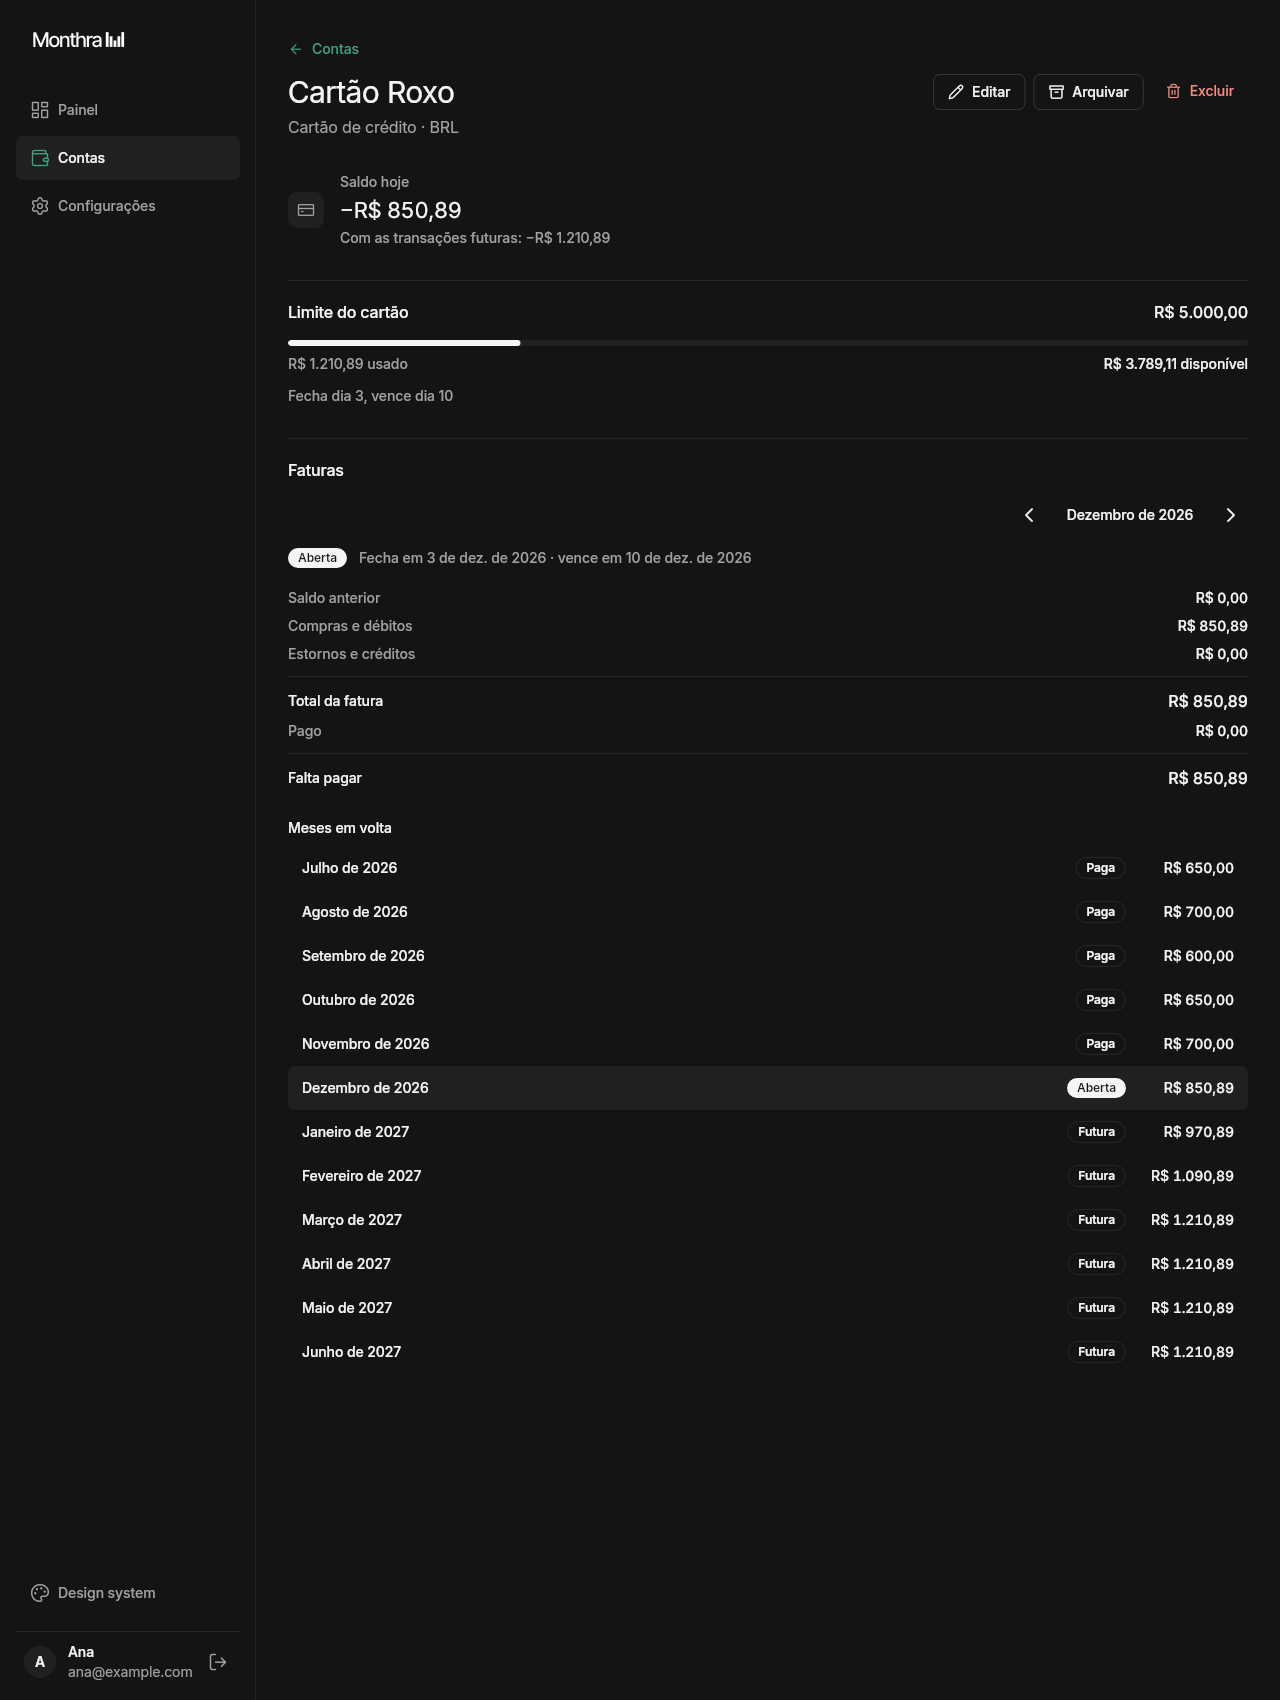 Monthra
Painel
Contas
Configurações
Design system
A
Ana
ana@example.com
Contas
Cartão Roxo
Cartão de crédito · BRL
Editar
Arquivar
Excluir
Saldo hoje
−R$ 850,89
Com as transações futuras: −R$ 1.210,89
Limite do cartão R$ 5.000,00
R$ 1.210,89 usado R$ 3.789,11 disponível
Fecha dia 3, vence dia 10
Faturas
Dezembro de 2026
Aberta Fecha em 3 de dez. de 2026 · vence em 10 de dez. de 2026
Saldo anterior R$ 0,00
Compras e débitos R$ 850,89
Estornos e créditos R$ 0,00
Total da fatura R$ 850,89
Pago R$ 0,00
Falta pagar R$ 850,89
Meses em volta
Julho de 2026 Paga R$ 650,00
Agosto de 2026 Paga R$ 700,00
Setembro de 2026 Paga R$ 600,00
Outubro de 2026 Paga R$ 650,00
Novembro de 2026 Paga R$ 700,00
Dezembro de 2026 Aberta R$ 850,89
Janeiro de 2027 Futura R$ 970,89
Fevereiro de 2027 Futura R$ 1.090,89
Março de 2027 Futura R$ 1.210,89
Abril de 2027 Futura R$ 1.210,89
Maio de 2027 Futura R$ 1.210,89
Junho de 2027 Futura R$ 1.210,89